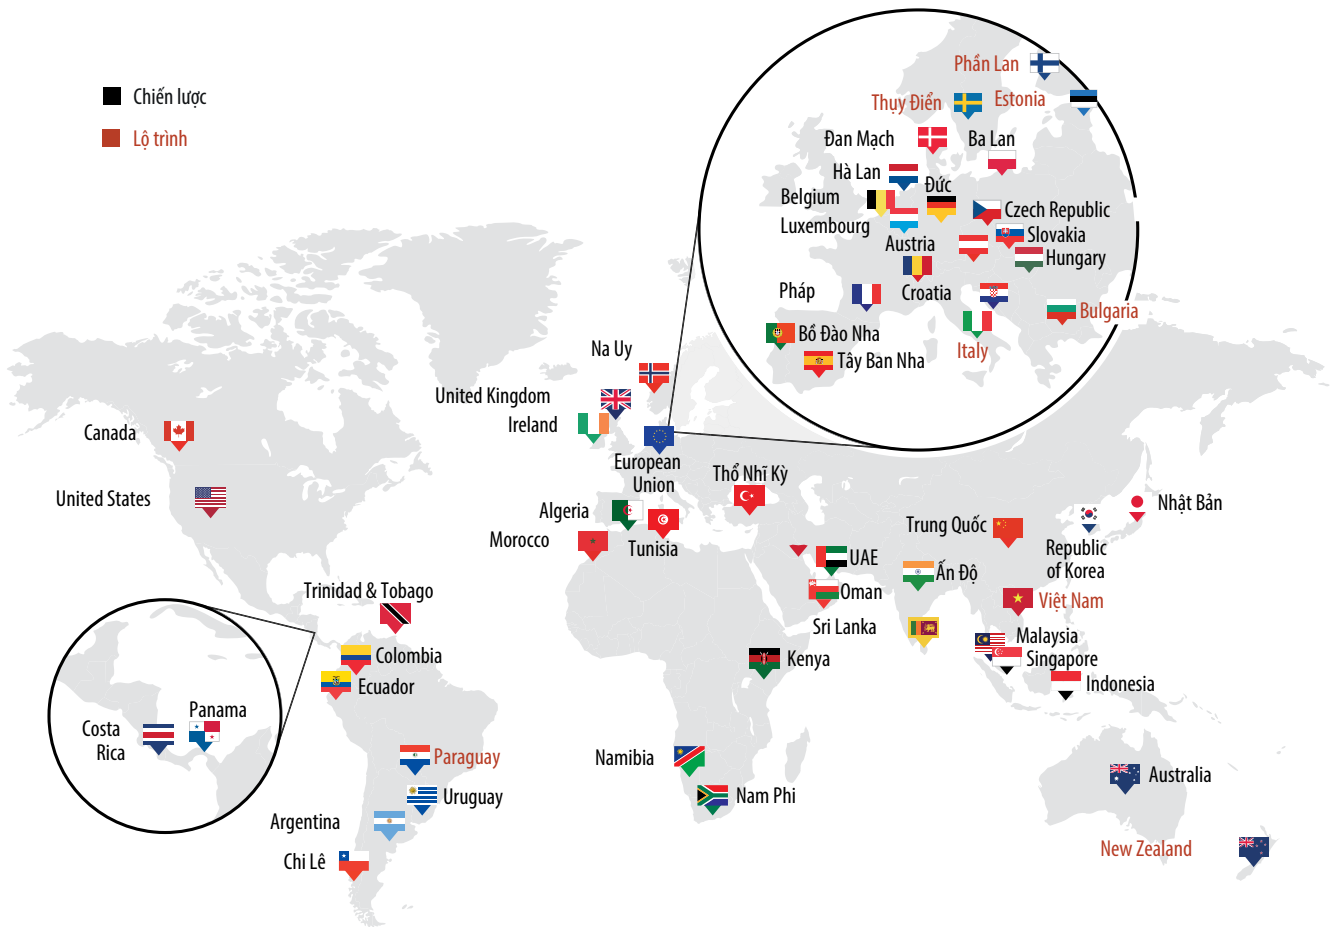 Chiến lược
Lộ trình
Phần Lan
Thụy Điển
Estonia
Đan Mạch
Ba Lan
Hà Lan
Đức
Belgium
Czech Republic
Luxembourg
Slovakia
Austria
Hungary
Pháp
Croatia
Bulgaria
Bồ Đào Nha
Italy
Tây Ban Nha
Na Uy
United Kingdom
Ireland
Canada
European
Union
Thổ Nhĩ Kỳ
United States
Algeria
Nhật Bản
Trung Quốc
Morocco
Tunisia
Republic
of Korea
UAE
Ấn Độ
Trinidad & Tobago
Oman
Việt Nam
Sri Lanka
Malaysia
Colombia
Kenya
Singapore
Ecuador
Indonesia
Panama
Costa
Rica
Paraguay
Namibia
Australia
Uruguay
Nam Phi
Argentina
New Zealand
Chi Lê